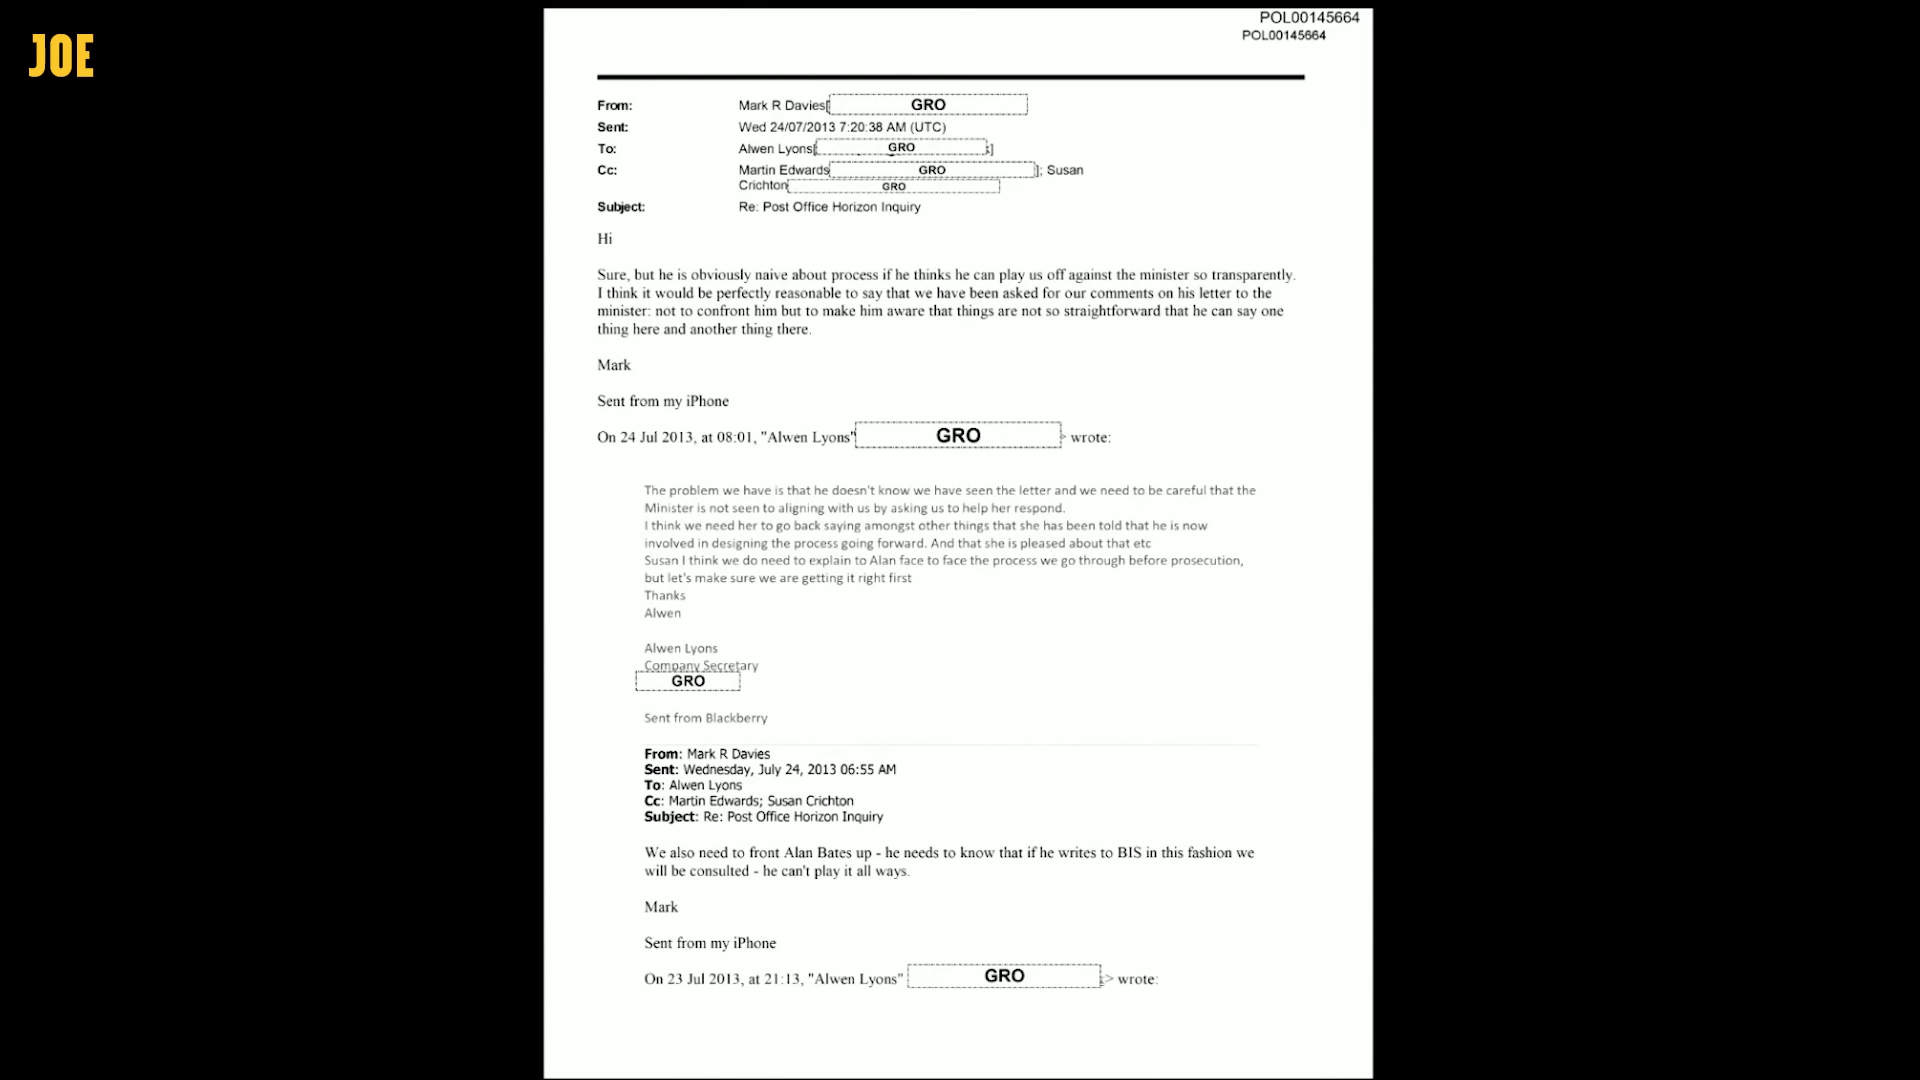 JOE
POL00145664
POL00145664
From: Mark R Davies[ GRO
Sent: Wed 24/07/2013 7:20:38 AM (UTC)
To: Alwen Lyons[ GRO ]
Cc: Martin Edwards GRO ]; Susan
Crichton GRO
Subject: Re: Post Office Horizon Inquiry
Hi
Sure, but he is obviously naive about process if he thinks he can play us off against the minister so transparently.
I think it would be perfectly reasonable to say that we have been asked for our comments on his letter to the
minister: not to confront him but to make him aware that things are not so straightforward that he can say one
thing here and another thing there.
Mark
Sent from my iPhone
On 24 Jul 2013, at 08:01, "Alwen Lyons" GRO > wrote:
The problem we have is that he doesn't know we have seen the letter and we need to be careful that the
Minister is not seen to aligning with us by asking us to help her respond.
I think we need her to go back saying amongst other things that she has been told that he is now
involved in designing the process going forward. And that she is pleased about that etc
Susan I think we do need to explain to Alan face to face the process we go through before prosecution,
but let's make sure we are getting it right first
Thanks
Alwen
Alwen Lyons
Company Secretary
GRO
Sent from Blackberry
From: Mark R Davies
Sent: Wednesday, July 24, 2013 06:55 AM
To: Alwen Lyons
Cc: Martin Edwards; Susan Crichton
Subject: Re: Post Office Horizon Inquiry
We also need to front Alan Bates up - he needs to know that if he writes to BIS in this fashion we
will be consulted - he can't play it all ways.
Mark
Sent from my iPhone
On 23 Jul 2013, at 21:13, "Alwen Lyons" GRO > wrote: